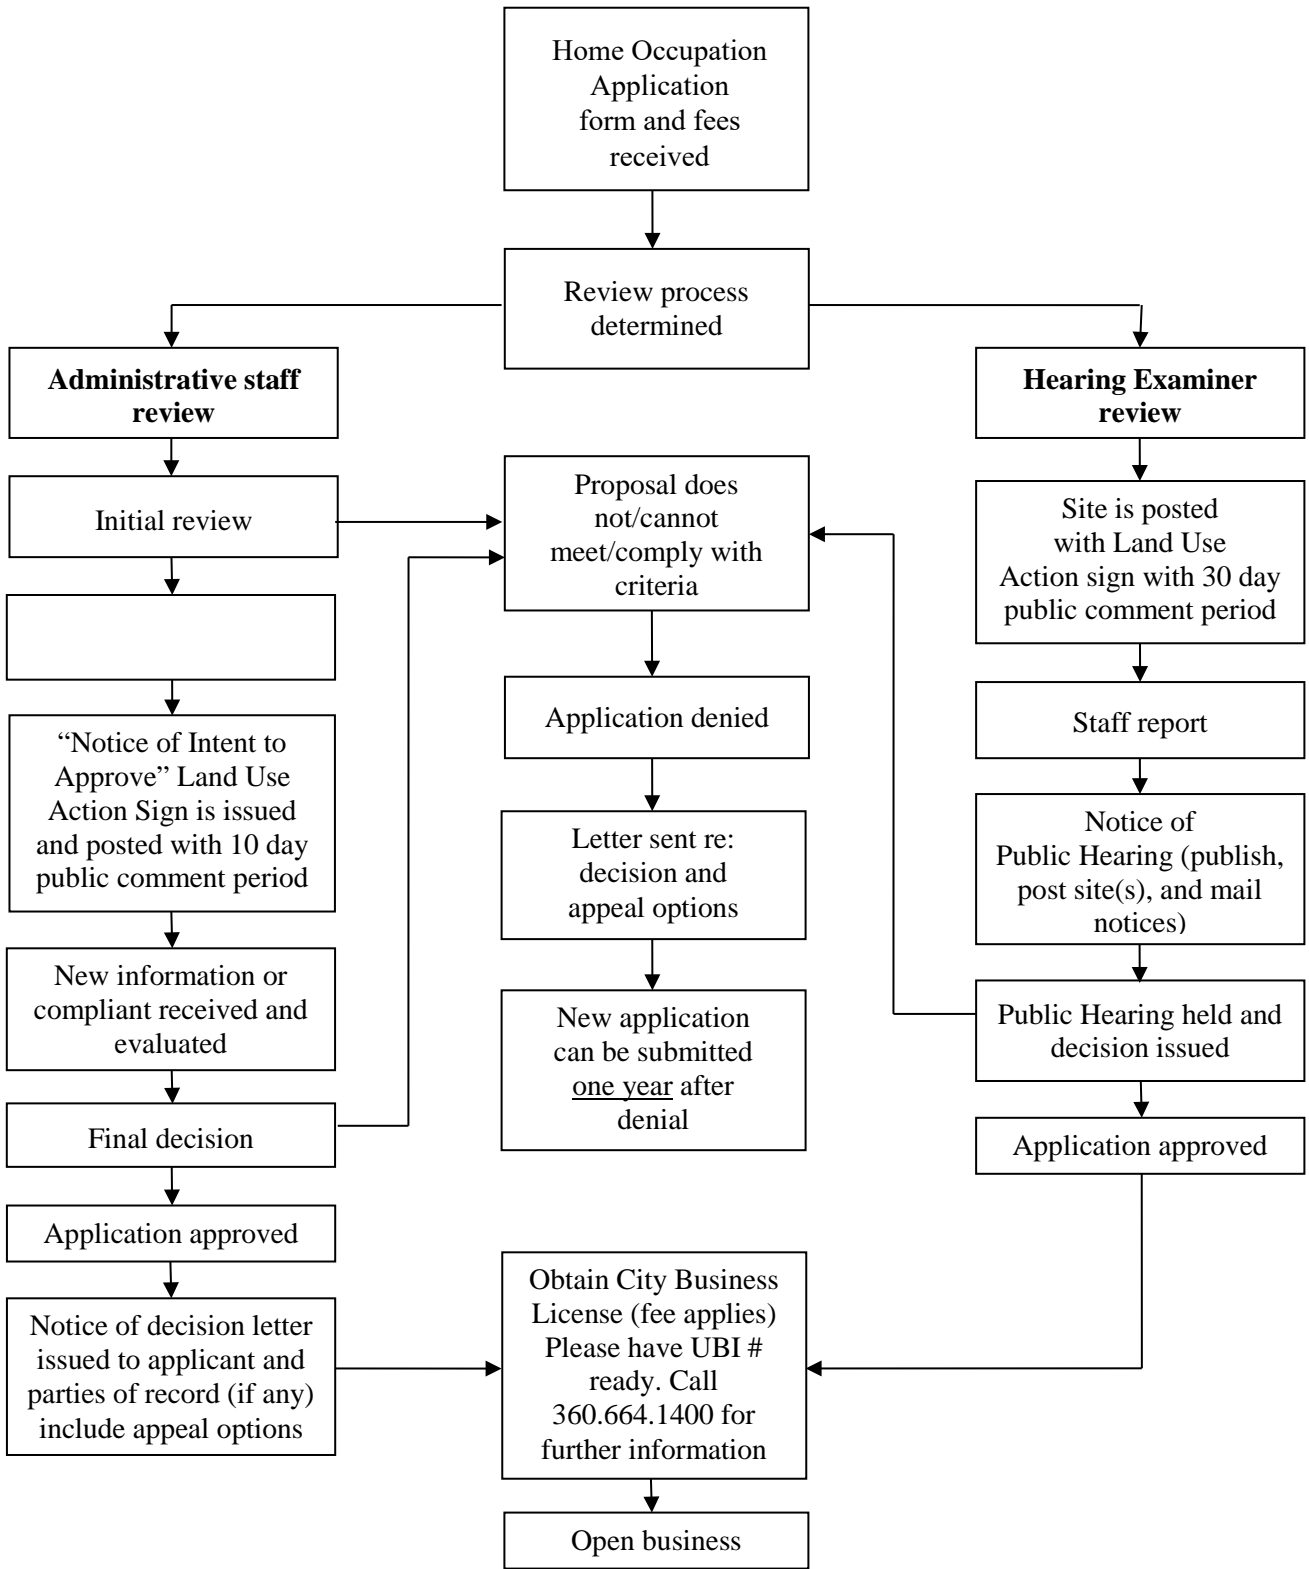 Home Occupation
Application
form and fees
received
Review process
determined
Administrative staff
review
Hearing Examiner
review
Initial review
Proposal does
not/cannot
meet/comply with
criteria
Site is posted
with Land Use
Action sign with 30 day
public comment period
“Notice of Intent to
Approve” Land Use
Action Sign is issued
and posted with 10 day
public comment period
Application denied
Staff report
Letter sent re:
decision and
appeal options
Notice of
Public Hearing (publish,
post site(s), and mail
notices)
New information or
compliant received and
evaluated
New application
can be submitted
one year after
denial
Public Hearing held and
decision issued
Final decision
Application approved
Application approved
Notice of decision letter
issued to applicant and
parties of record (if any)
include appeal options
Obtain City Business
License (fee applies)
Please have UBI #
ready. Call
360.664.1400 for
further information
Open business